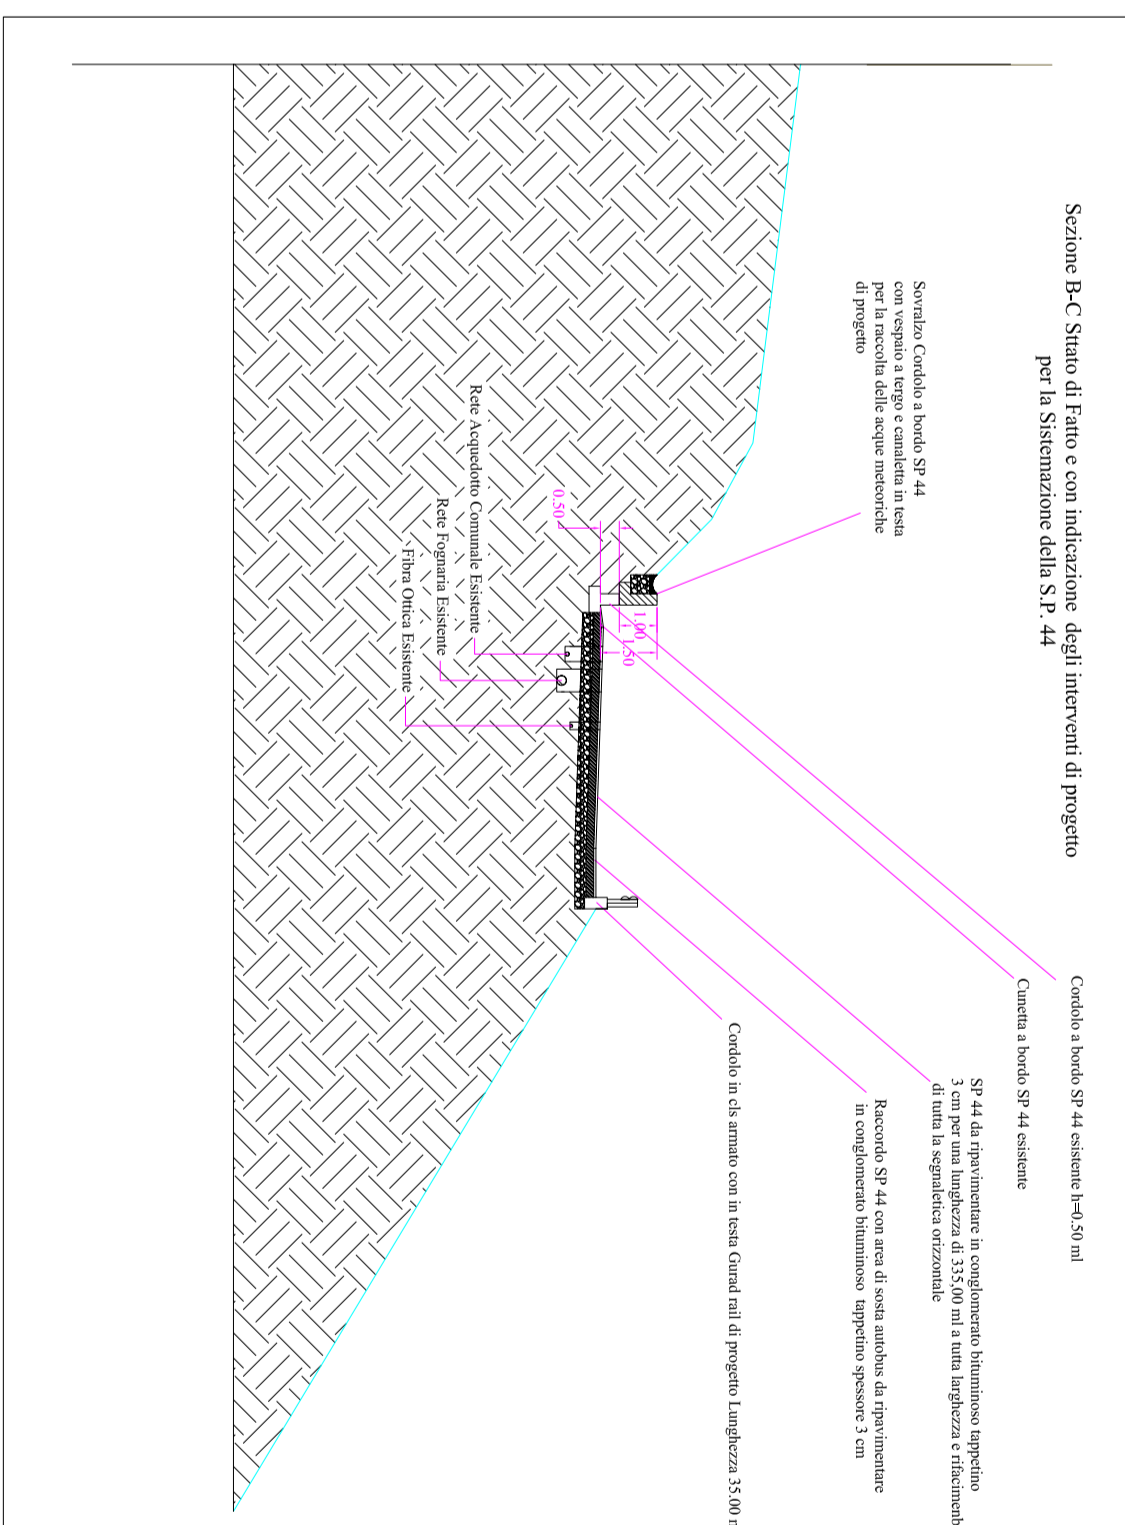 Sezione B-C Sttato di Fatto e con indicazione degli interventi di progetto
per la Sistemazione della S.P. 44
Sovralzo Cordolo a bordo SP 44
con vespaio a tergo e canaletta in testa
per la raccolta delle acque meteoriche
di progetto
Cordolo a bordo SP 44 esistente h=0.50 ml
Cunetta a bordo SP 44 esistente
SP 44 da ripavimentare in conglomerato bituminoso tappetino
3 cm per una lunghezza di 335,00 ml a tutta larghezza e
di tutta la segnaletica orizzontale
Raccordo SP 44 con area di sosta autobus da ripavimentare
in conglomerato bituminoso tappetino spessore 3 cm
Cordolo in cls armato con in testa Gurad rail di progetto Lunghezza 35.00
1.00
1.50
0.50
Rete Acquedotto Comunale Esistente
Rete Fognaria Esistente
Fibra Ottica Esistente